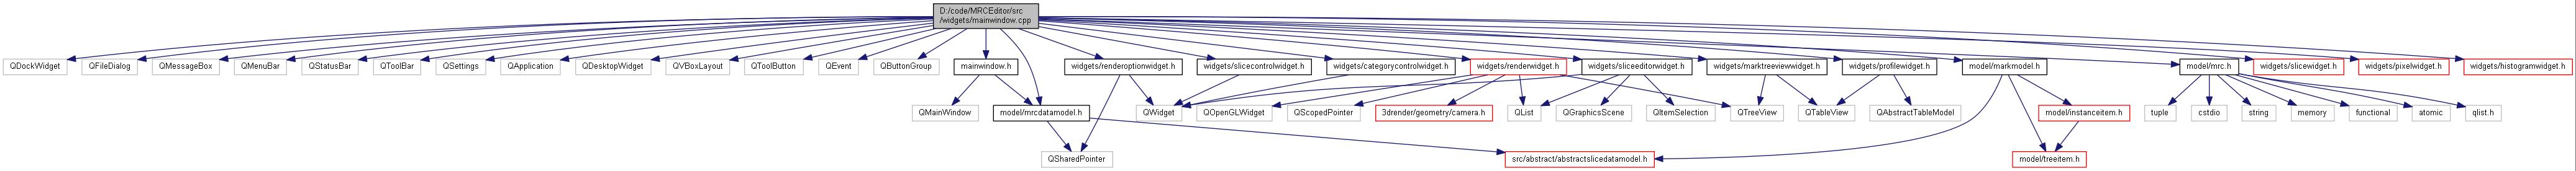 D:/code/MRCEditor/src
/widgets/mainwindow.cpp
QDockWidget
QFileDialog
QMessageBox
QMenuBar
QStatusBar
QToolBar
QSettings
QApplication
QDesktopWidget
QVBoxLayout
QToolButton
QEvent
QButtonGroup
mainwindow.h
widgets/renderoptionwidget.h
widgets/slicecontrolwidget.h
widgets/categorycontrolwidget.h
widgets/renderwidget.h
widgets/sliceeditorwidget.h
widgets/marktreeviewwidget.h
widgets/profilewidget.h
model/markmodel.h
model/mrc.h
widgets/slicewidget.h
widgets/pixelwidget.h
widgets/histogramwidget.h
QMainWindow
model/mrcdatamodel.h
QWidget
QOpenGLWidget
QScopedPointer
3drender/geometry/camera.h
QList
QGraphicsScene
QItemSelection
QTreeView
QTableView
QAbstractTableModel
model/instanceitem.h
tuple
cstdio
string
memory
functional
atomic
qlist.h
QSharedPointer
src/abstract/abstractslicedatamodel.h
model/treeitem.h